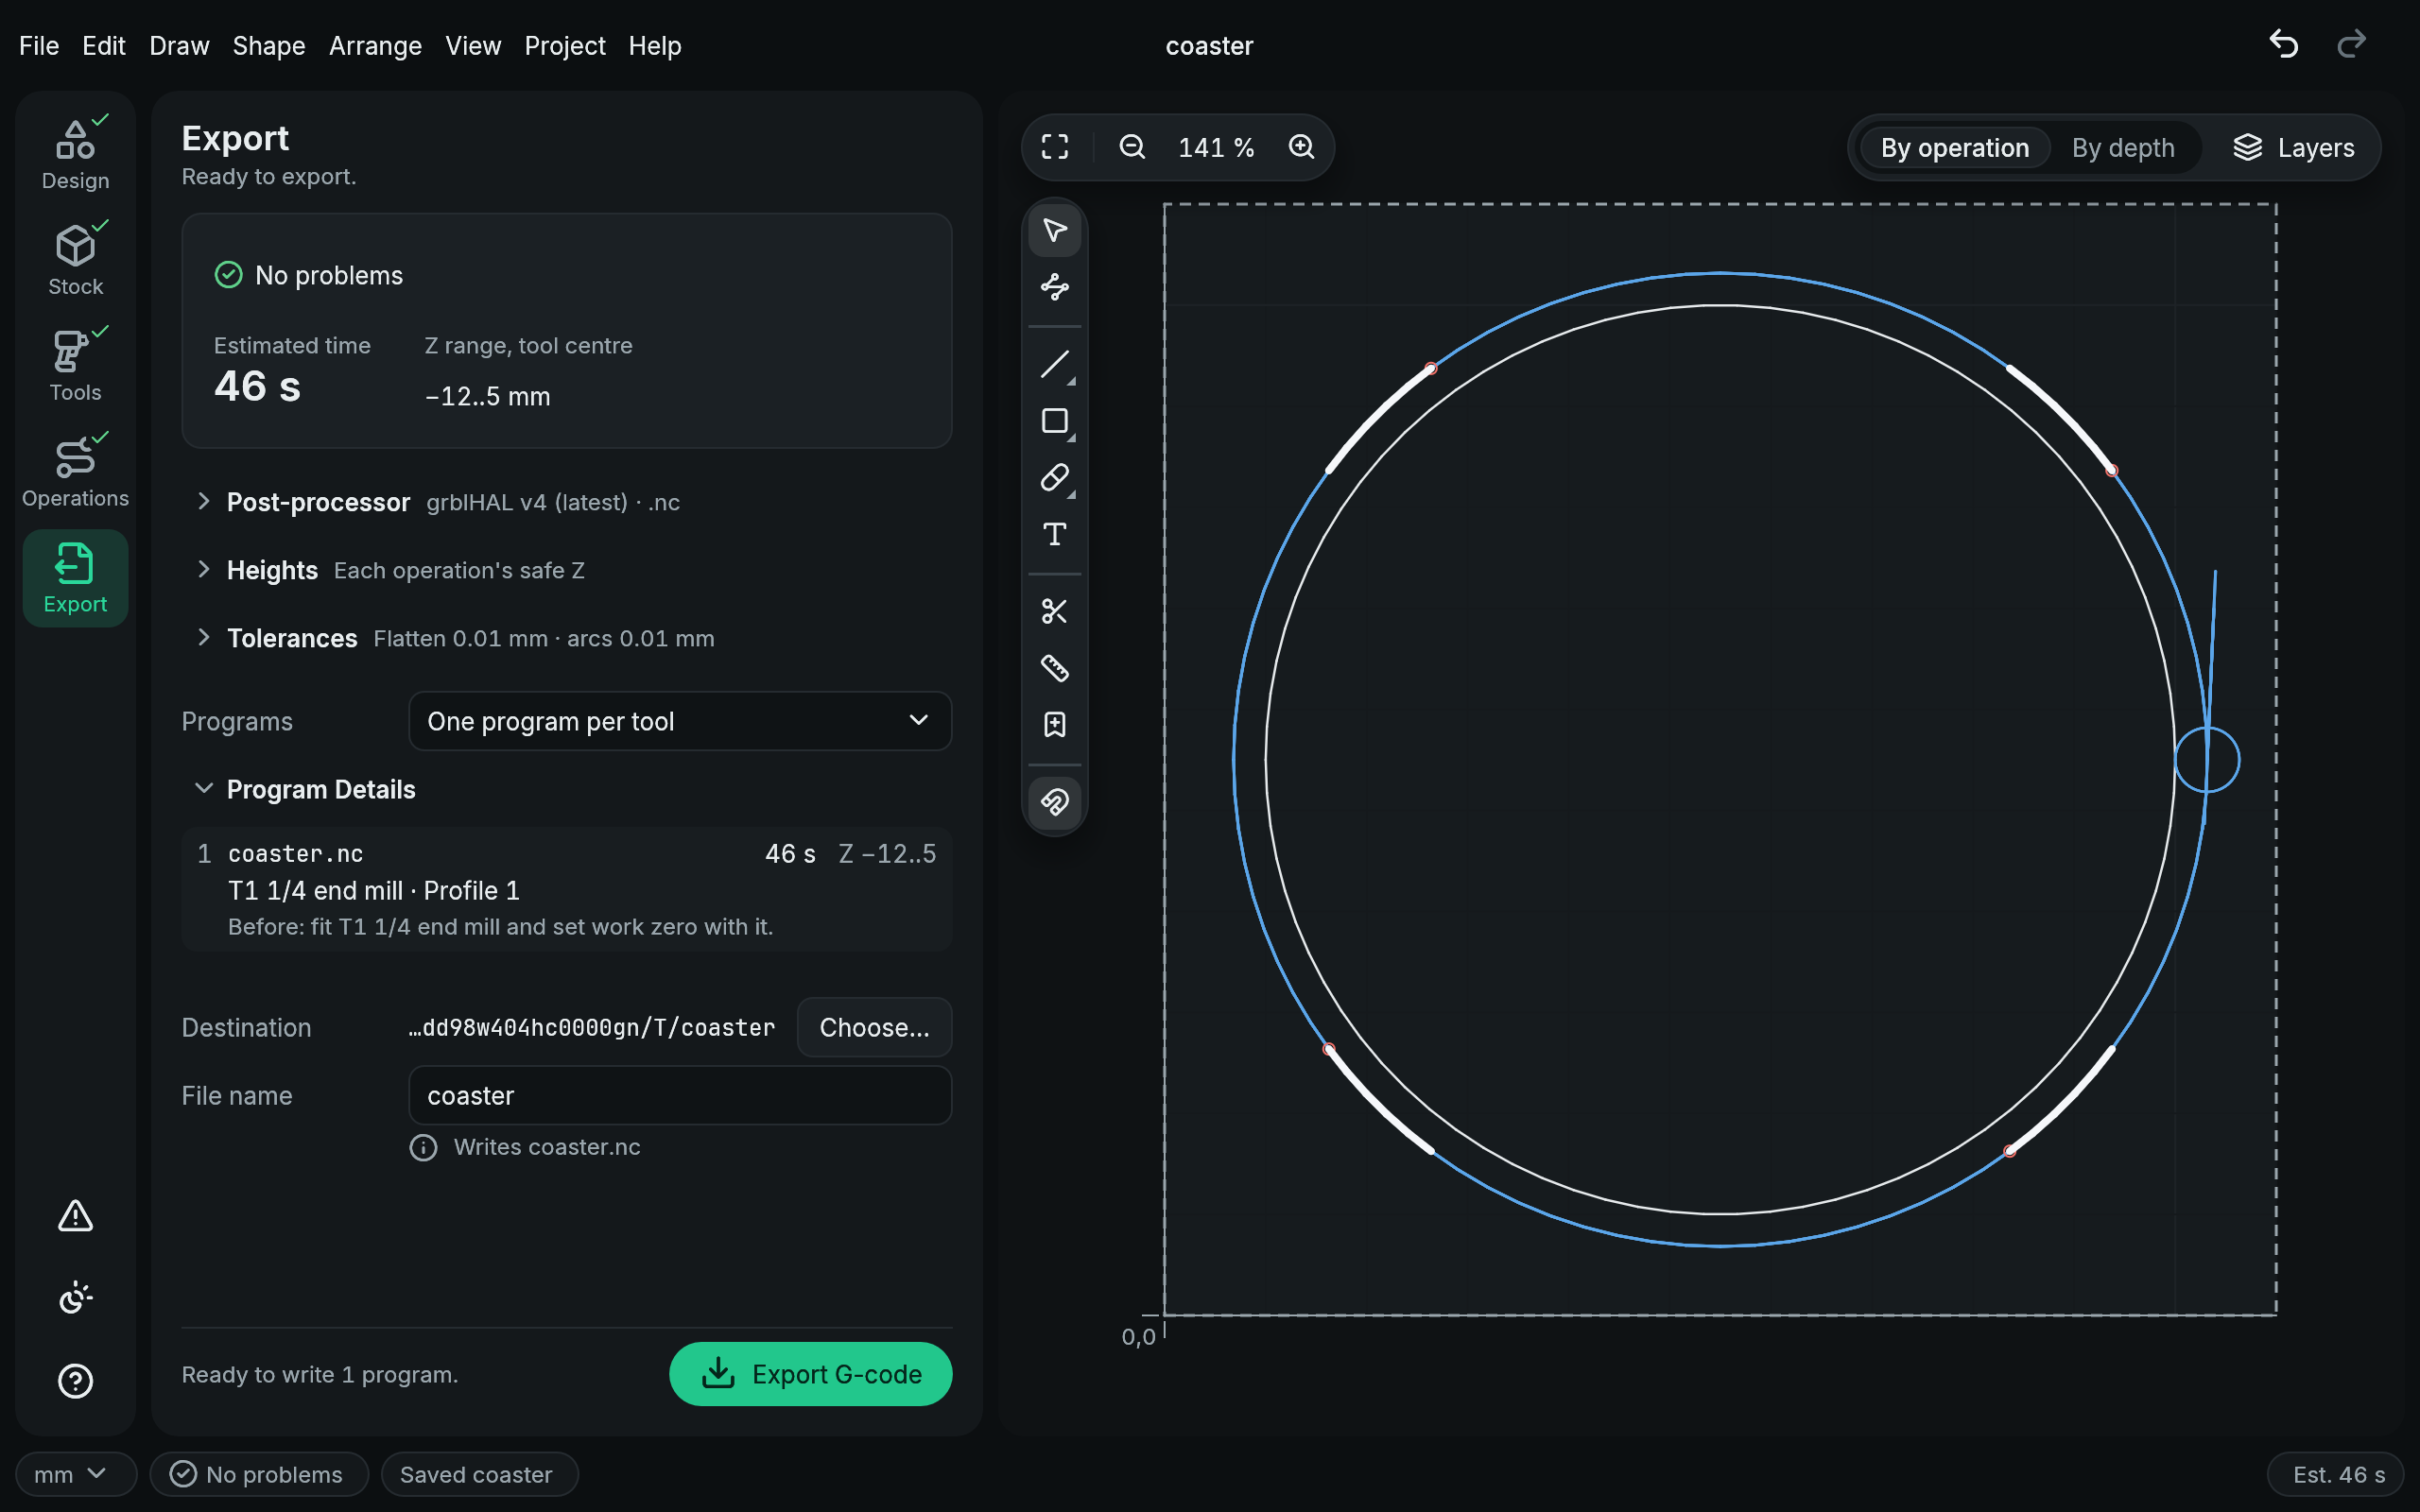 File Edit Draw Shape Arrange View Project Help
coaster
Design
Stock
Tools
Operations
Export
Export
Ready to export.
No problems
Estimated time
46 s
Z range, tool centre
−12..5 mm
Post-processor grblHAL v4 (latest) · .nc
Heights Each operation's safe Z
Tolerances Flatten 0.01 mm · arcs 0.01 mm
Programs One program per tool
Program Details
1 coaster.nc 46 s Z −12..5
T1 1/4 end mill · Profile 1
Before: fit T1 1/4 end mill and set work zero with it.
Destination …dd98w404hc0000gn/T/coaster Choose…
File name coaster
Writes coaster.nc
Ready to write 1 program. Export G-code
141 %
By operation By depth Layers
0,0
mm No problems Saved coaster
Est. 46 s